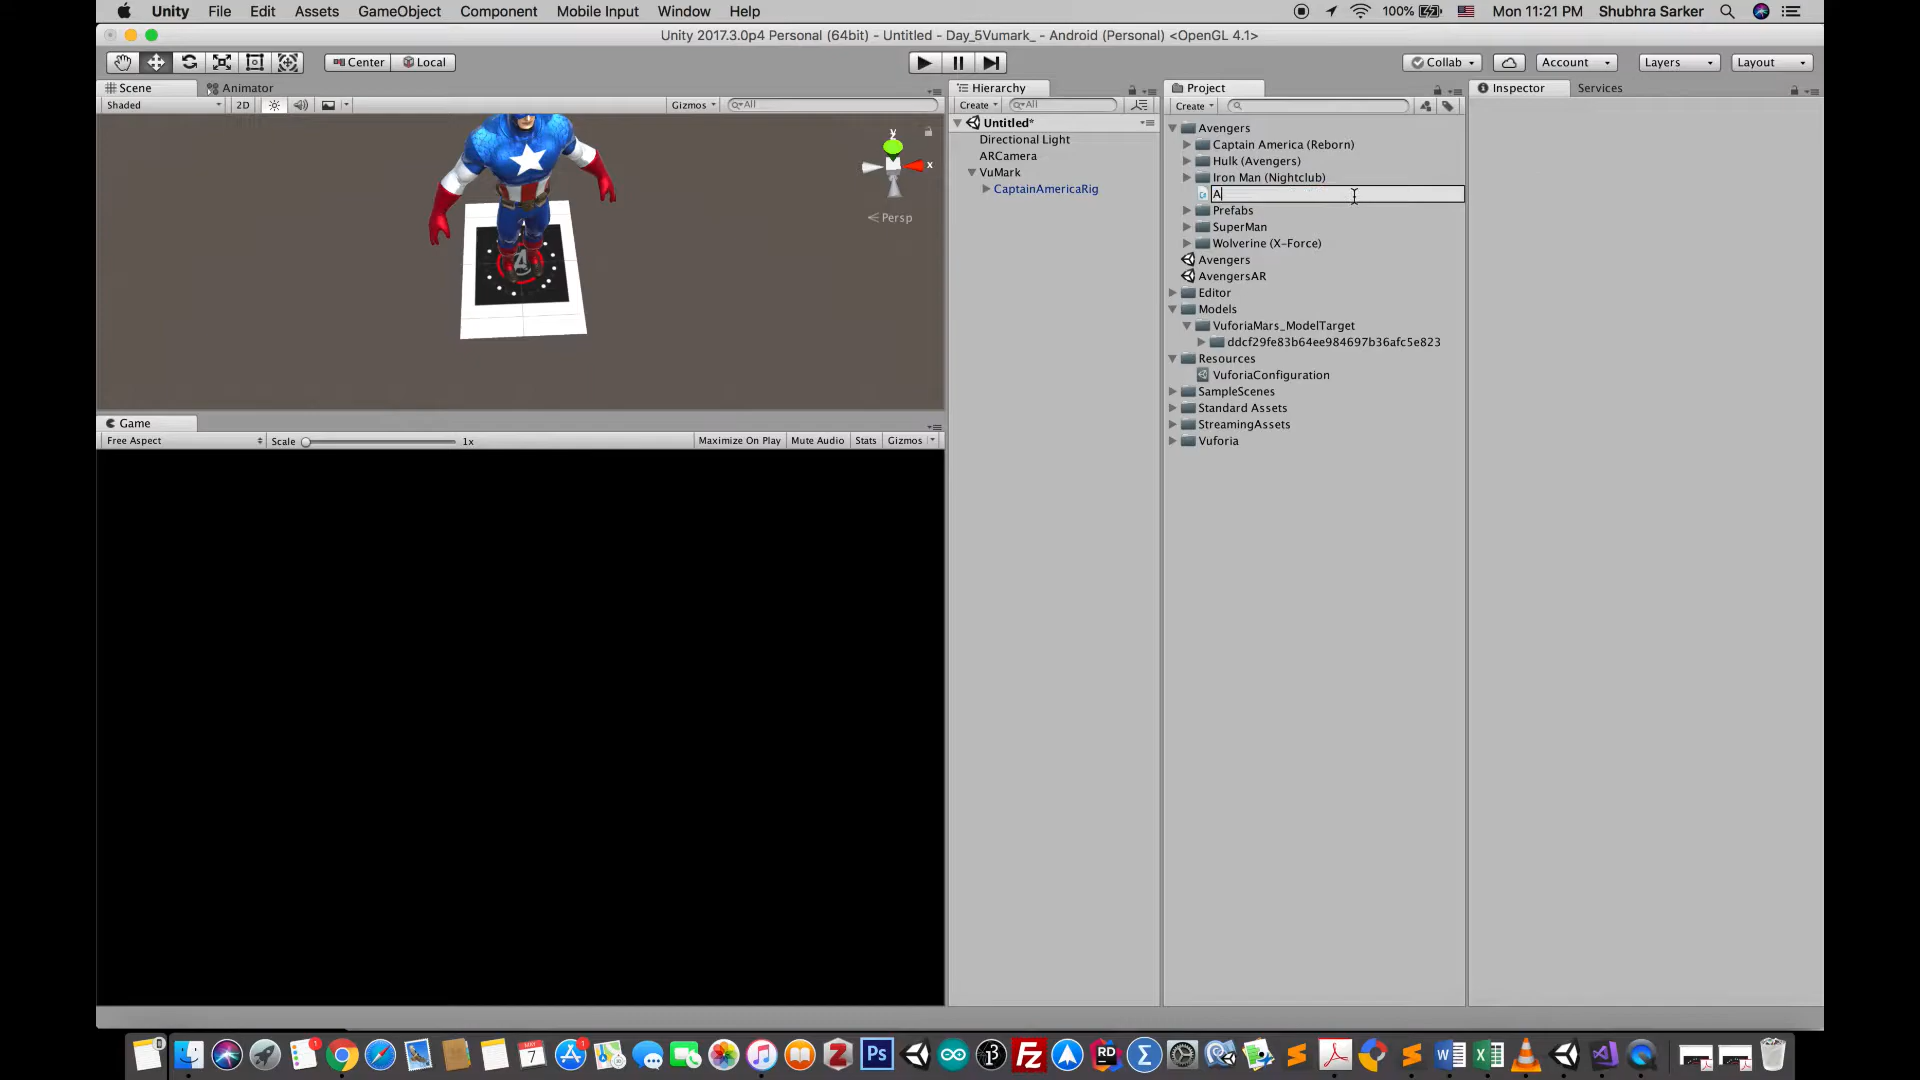 Unity File Edit Assets GameObject Component Mobile Input Window Help 100% Mon 11:21 PM Shubhra Sarker
Unity 2017.3.0p4 Personal (64bit) - Untitled - Day_5Vumark_ - Android (Personal) <OpenGL 4.1>
Center Local Collab Account Layers Layout
Scene Animator Hierarchy Project Inspector Services
Shaded 2D Gizmos All Create All Create
Untitled*
Directional Light
ARCamera
VuMark
CaptainAmericaRig
y
x
Persp
Avengers
Captain America (Reborn)
Hulk (Avengers)
Iron Man (Nightclub)
A
Prefabs
SuperMan
Wolverine (X-Force)
Avengers
AvengersAR
Editor
Models
VuforiaMars_ModelTarget
ddcf29fe83b64ee984697b36afc5e823
Resources
VuforiaConfiguration
SampleScenes
Standard Assets
StreamingAssets
Vuforia
Game
Free Aspect Scale 1x Maximize On Play Mute Audio Stats Gizmos